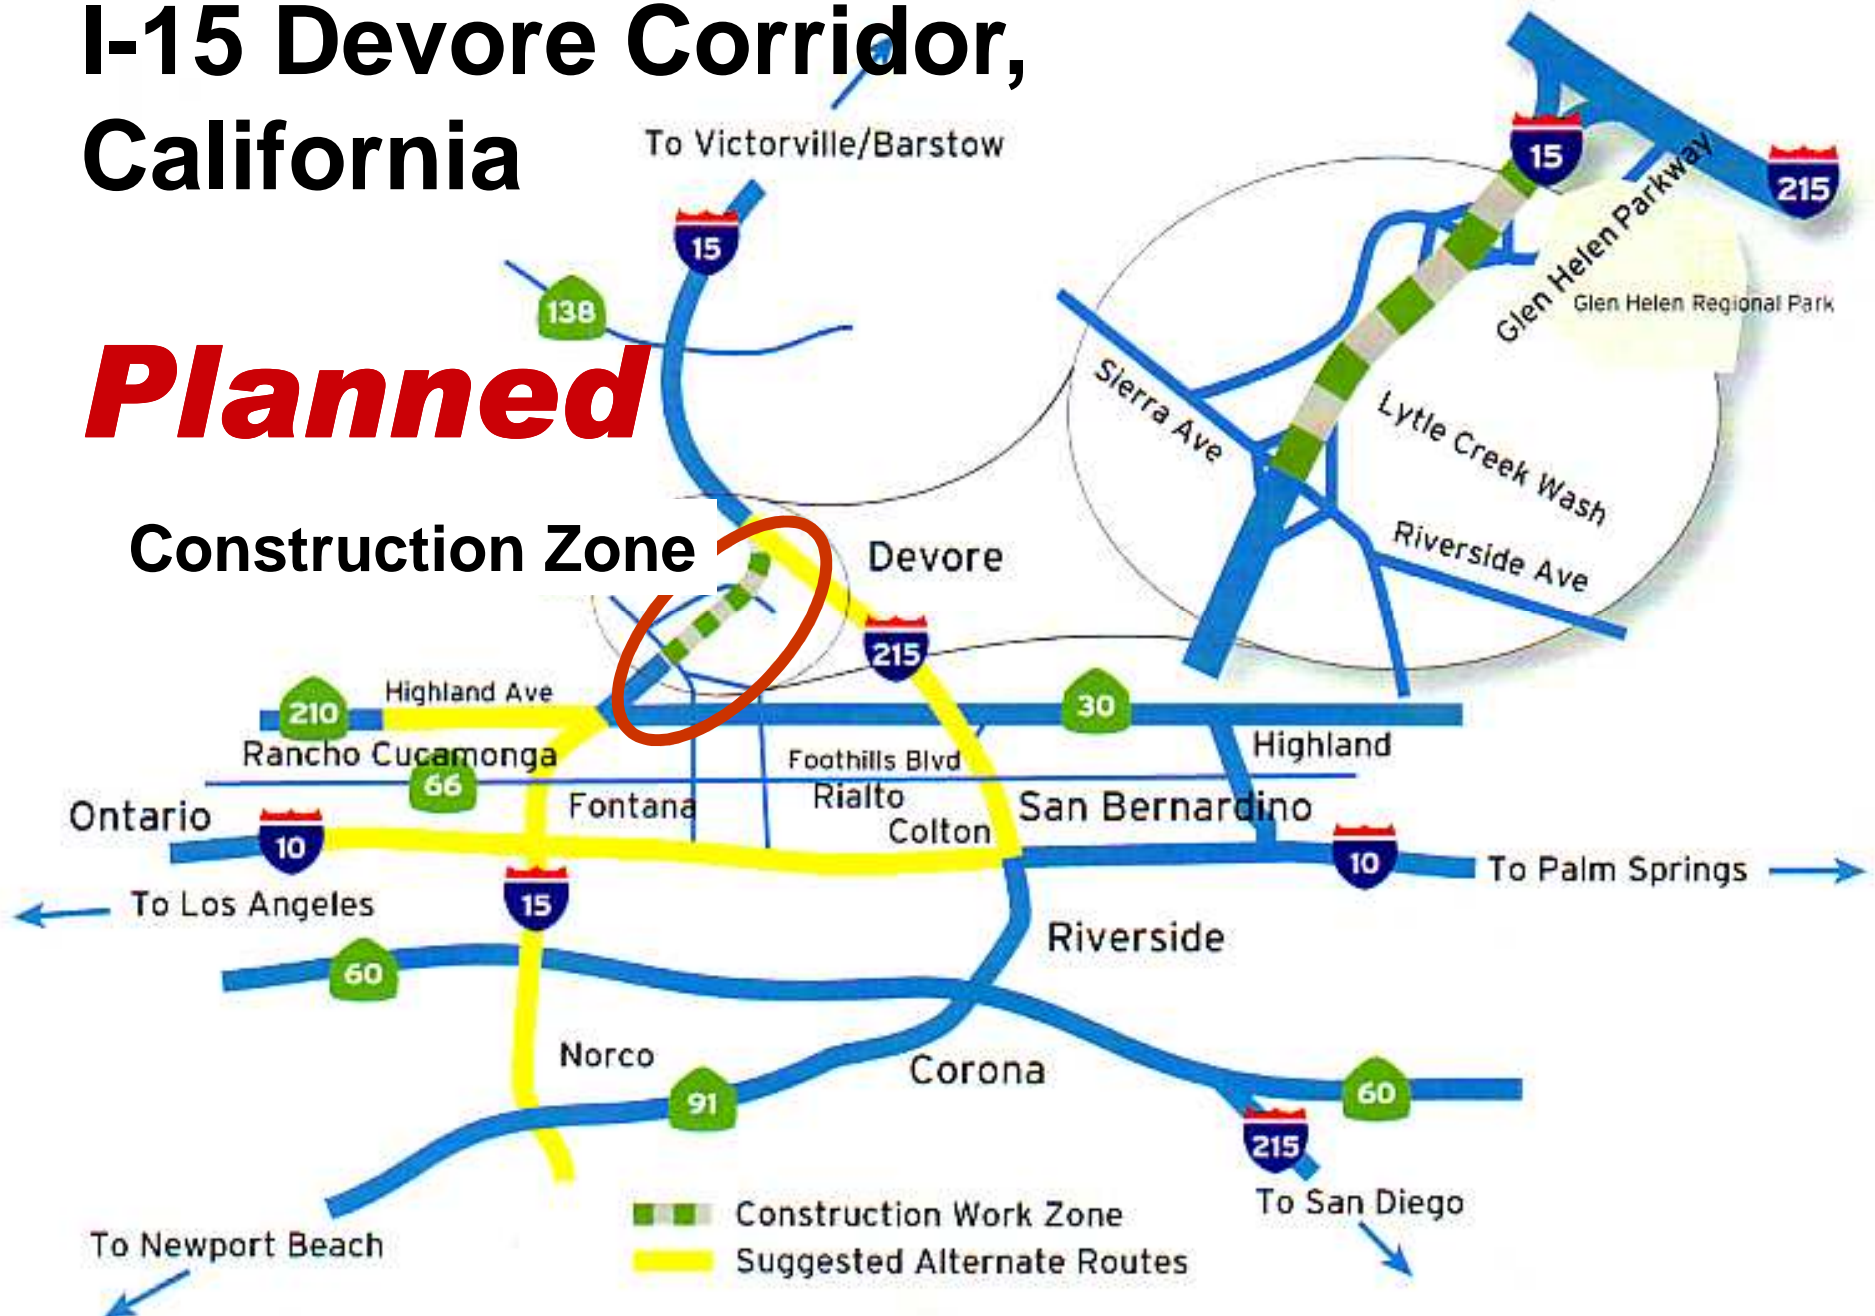 I-15 Devore Corridor,
California
To Victorville/Barstow
15
15
215
Glen Helen Parkway
138
Glen Helen Regional Park
Planned
Sierra Ave
Lytle Creek Wash
Construction Zone
Devore
Riverside Ave
215
Highland Ave
210
30
Rancho Cucamonga
Foothills Blvd
Highland
66
Ontario
Fontana
Rialto
San Bernardino
Colton
10
10
To Palm Springs
To Los Angeles
15
Riverside
60
Norco
Corona
91
60
215
To San Diego
Construction Work Zone
To Newport Beach
Suggested Alternate Routes